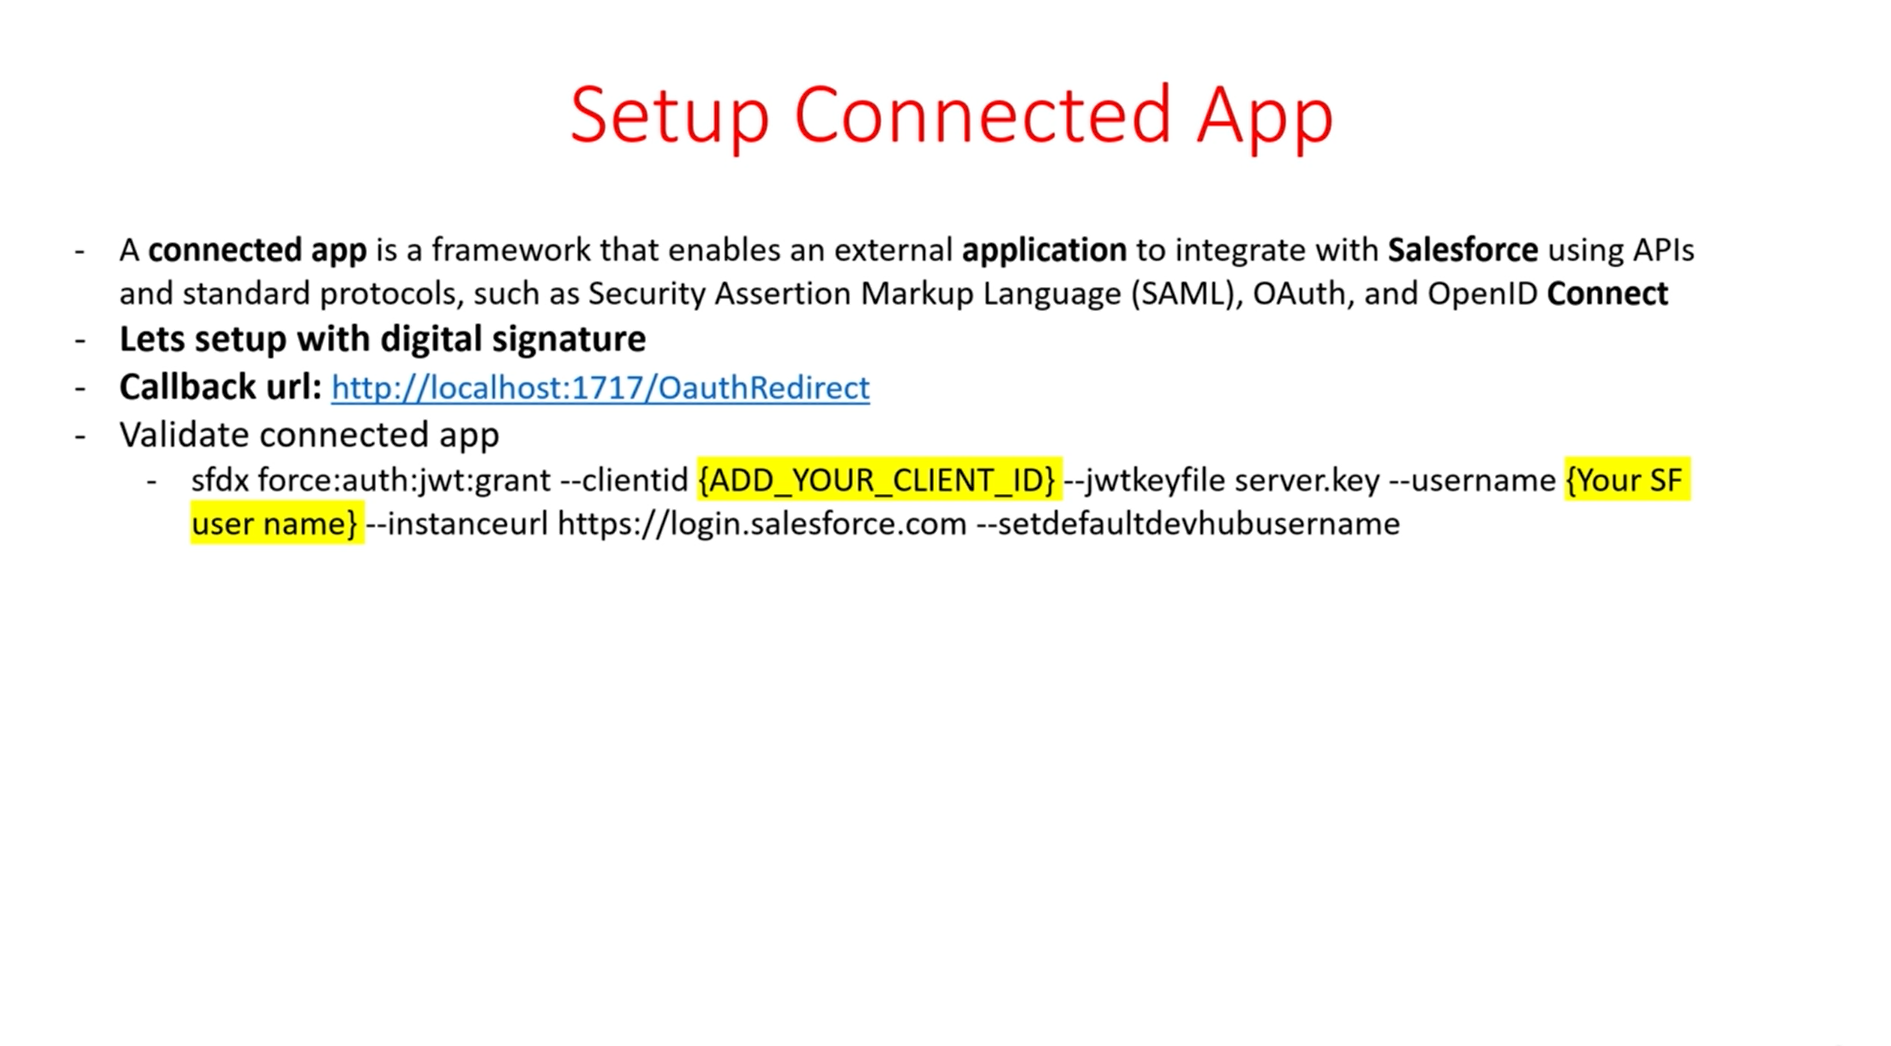 Setup Connected App
- A connected app is a framework that enables an external application to integrate with Salesforce using APIs
and standard protocols, such as Security Assertion Markup Language (SAML), OAuth, and OpenID Connect
- Lets setup with digital signature
- Callback url: http://localhost:1717/OauthRedirect
- Validate connected app
- sfdx force:auth:jwt:grant --clientid {ADD_YOUR_CLIENT_ID} --jwtkeyfile server.key --username {Your SF
user name} --instanceurl https://login.salesforce.com --setdefaultdevhubusername